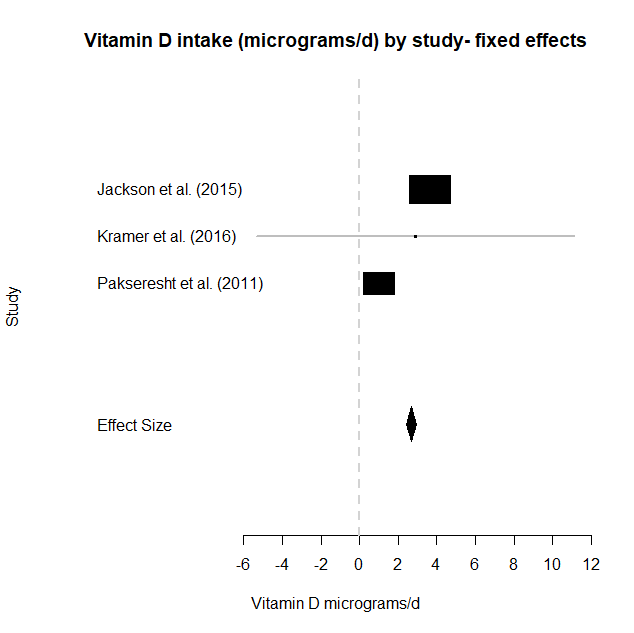 Vitamin D intake (micrograms/d) by study- fixed effects
Jackson et al. (2015)
Kramer et al. (2016)
Pakseresht et al. (2011)
Study
Effect Size
-6 -4 -2 0 2 4 6 8 10 12
Vitamin D micrograms/d